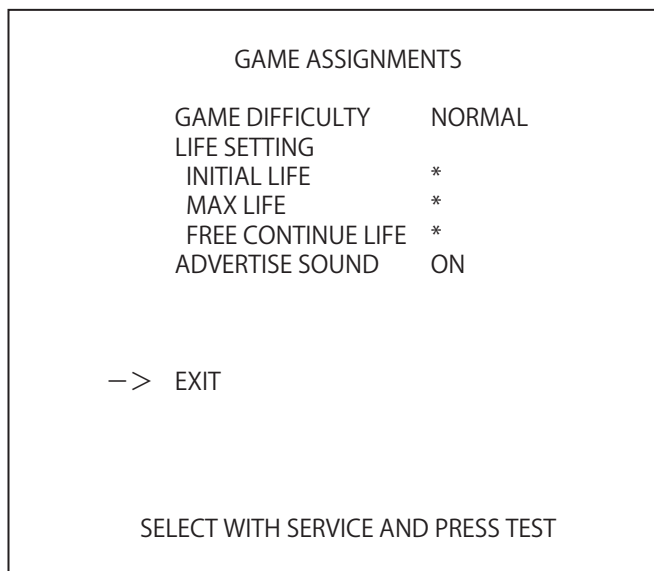 GAME ASSIGNMENTS
GAME DIFFICULTY NORMAL
LIFE SETTING
INITIAL LIFE *
MAX LIFE *
FREE CONTINUE LIFE *
ADVERTISE SOUND ON
—> EXIT
SELECT WITH SERVICE AND PRESS TEST